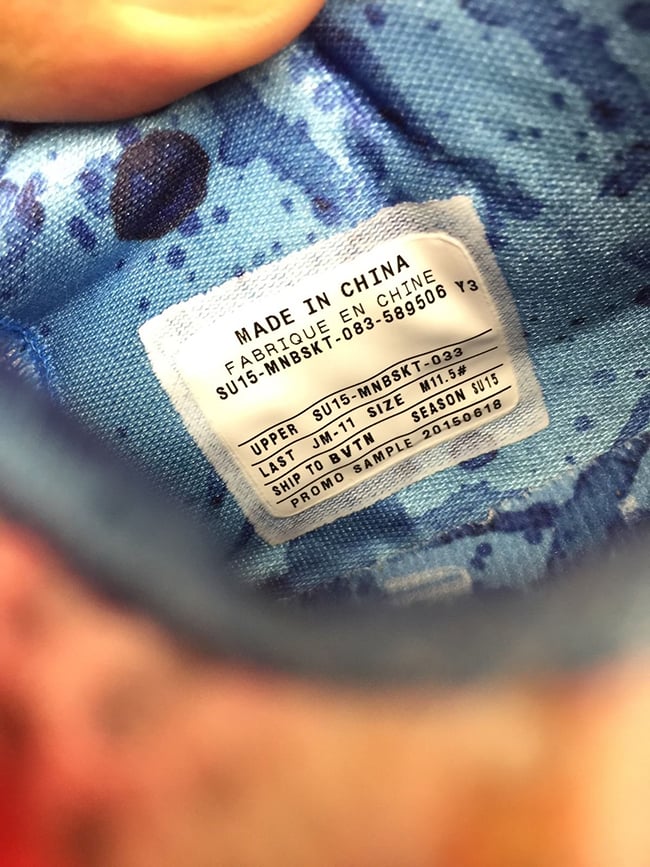 MADE IN CHINA
FABRIQUE EN CHINE
SU15-MNBSKT-083-589506 Y3
UPPER SU15-MNBSKT-033
LAST JM-11 SIZE M11.5#
SHIP TO BVTN SEASON SU15
PROMO SAMPLE 20150618